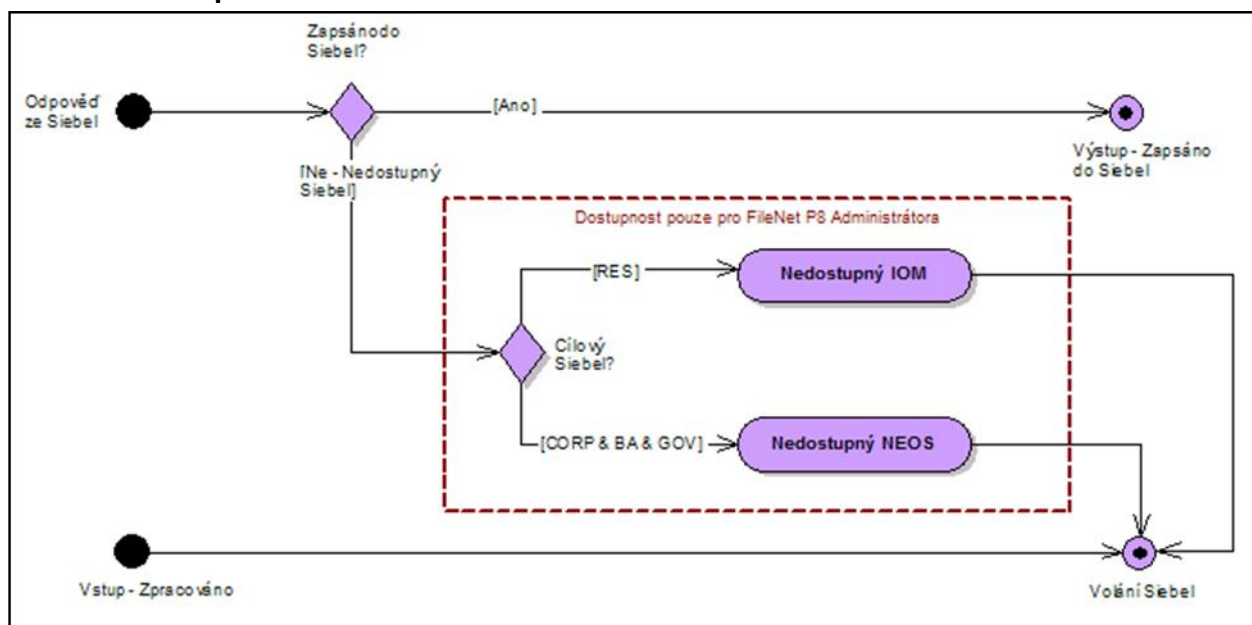 Zapsánodo
Siebel?
Odpověď
ze Siebel
[Ano]
Výstup - Zapsáno
do Siebel
[Ne - Nedostupný
Siebel]
Dostupnost pouze pro FileNet P8 Administrátora
[RES]
Nedostupný IOM
Cílový
Siebel?
[CORP & BA & GOV]
Nedostupný NEOS
Vstup - Zpracováno
Volání Siebel